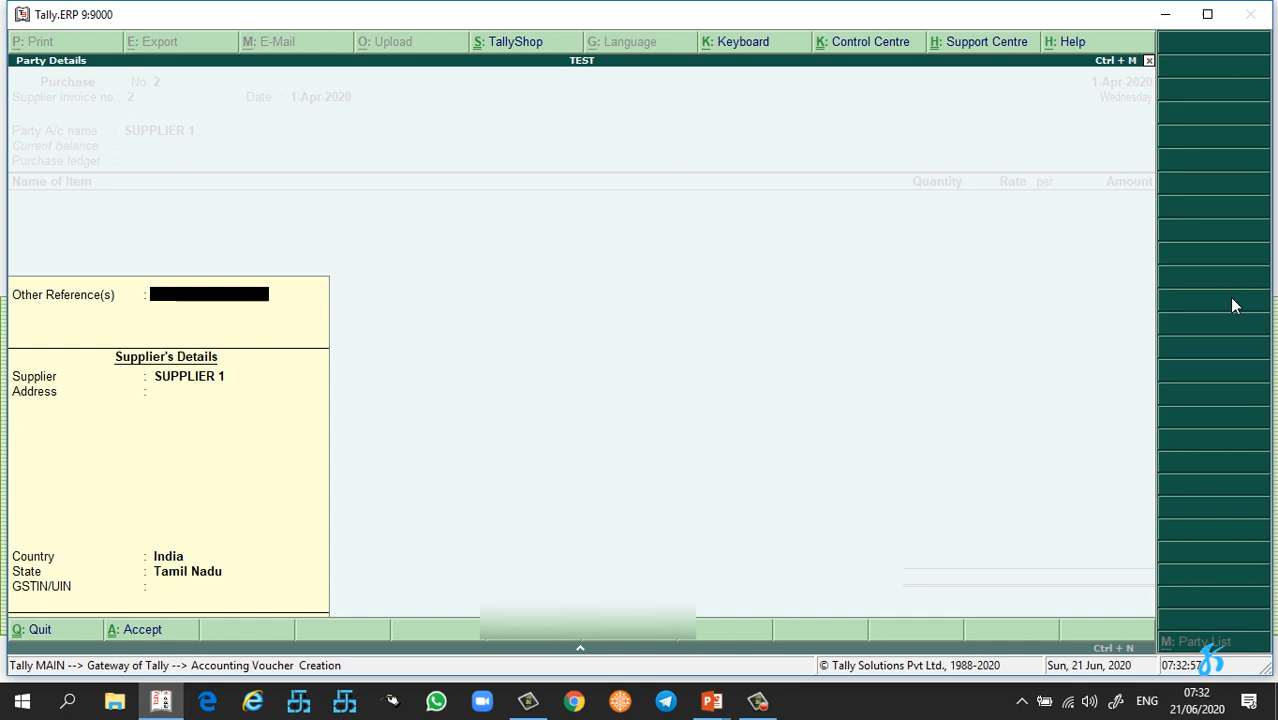 Tally.ERP 9:9000
P: Print E: Export M: E-Mail O: Upload S: TallyShop G: Language K: Keyboard K: Control Centre H: Support Centre H: Help
Party Details TEST Ctrl + M
Purchase No. 2 1-Apr-2020
Supplier invoice no.: 2 Date : 1-Apr-2020 Wednesday
Party A/c name : SUPPLIER 1
Current balance :
Purchase ledger :
Name of Item Quantity Rate per Amount
Other Reference(s) :
Supplier's Details
Supplier : SUPPLIER 1
Address :
Country : India
State : Tamil Nadu
GSTIN/UIN :
Q: Quit A: Accept
M: Party List
Ctrl + N
Tally MAIN --> Gateway of Tally --> Accounting Voucher Creation © Tally Solutions Pvt Ltd., 1988-2020 Sun, 21 Jun, 2020 07:32:57
ENG 07:32
21/06/2020